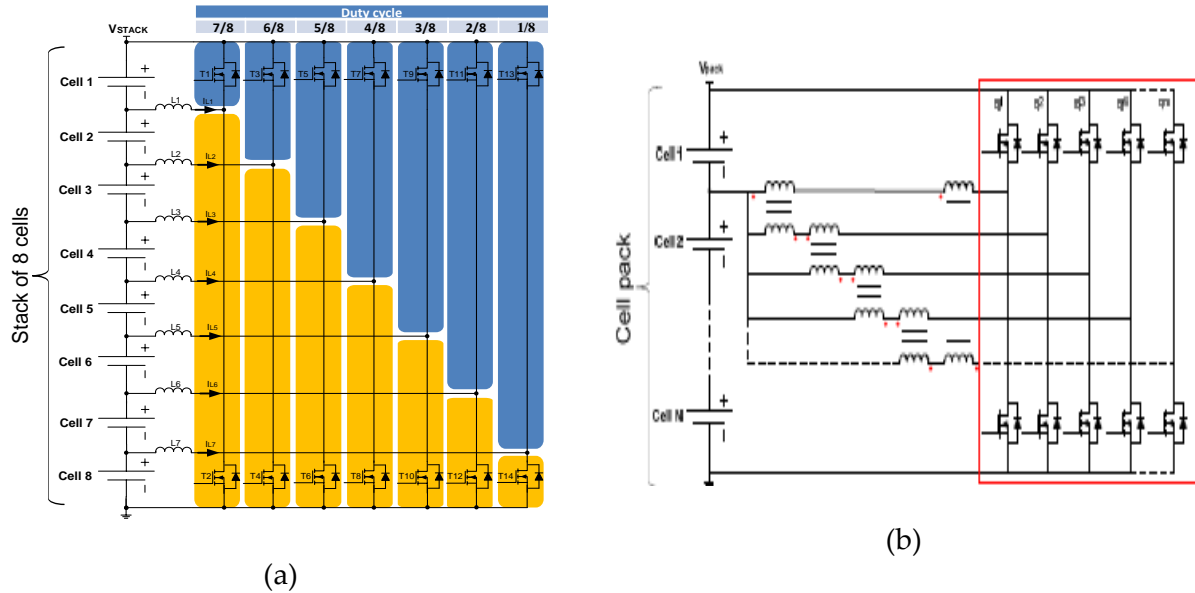 Duty cycle
7/8 6/8 5/8 4/8 3/8 2/8 1/8
VSTACK
T1 T3 T5 T7 T9 T11 T13
Cell 1
L1 IL1
Cell 2
L2 IL2
Cell 3
L3 IL3
Cell 4
L4 IL4
Cell 5
L5 IL5
Cell 6
L6 IL6
Cell 7
L7 IL7
Cell 8
T2 T4 T6 T8 T10 T12 T14
Stack of 8 cells
(a)
Vpack
Cell 1
Cell 2
Cell N
Cell pack
(b)